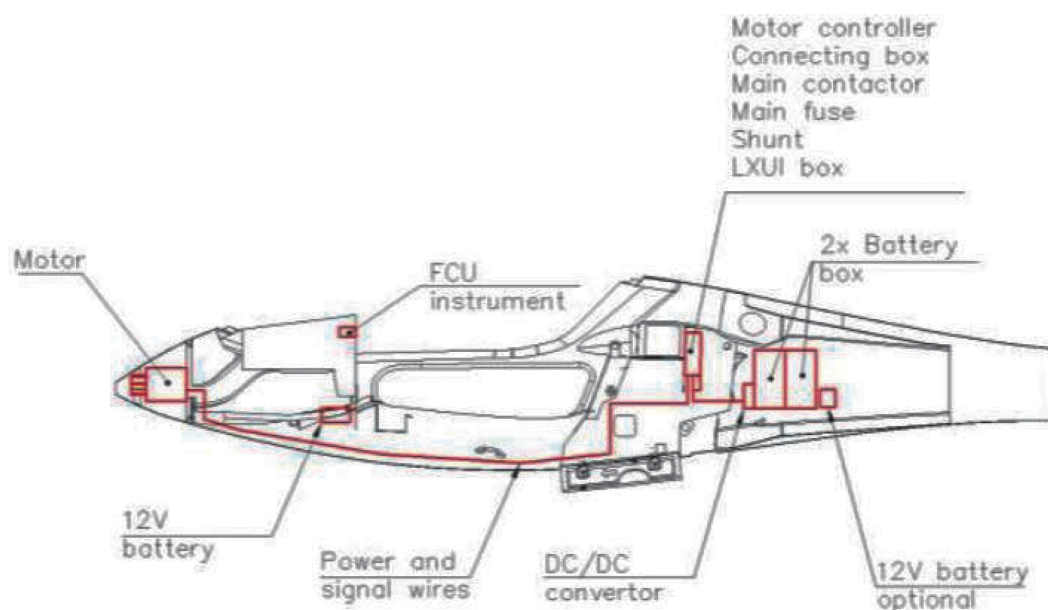 Motor controller
Connecting box
Main contactor
Main fuse
Shunt
LXUI box
Motor
FCU
instrument
2x Battery
box
12V
battery
Power and
signal wires
DC/DC
convertor
12V battery
optional